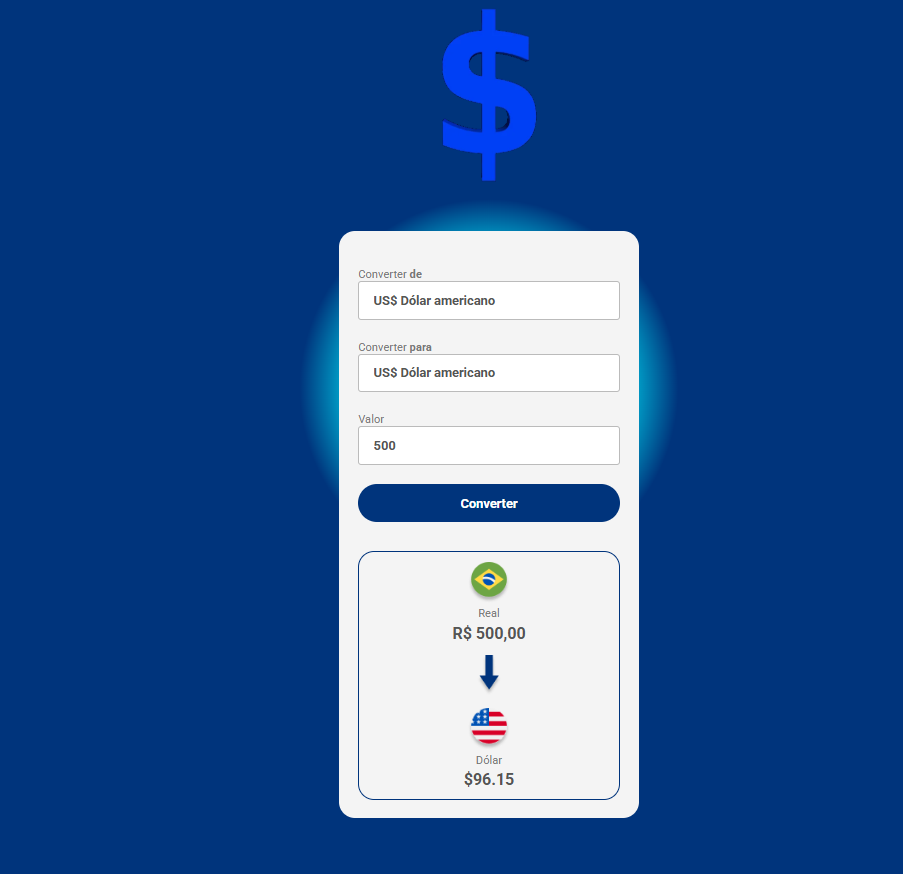 $
Converter de
US$ Dólar americano
Converter para
US$ Dólar americano
Valor
500
Converter
Real
R$ 500,00
Dólar
$96.15